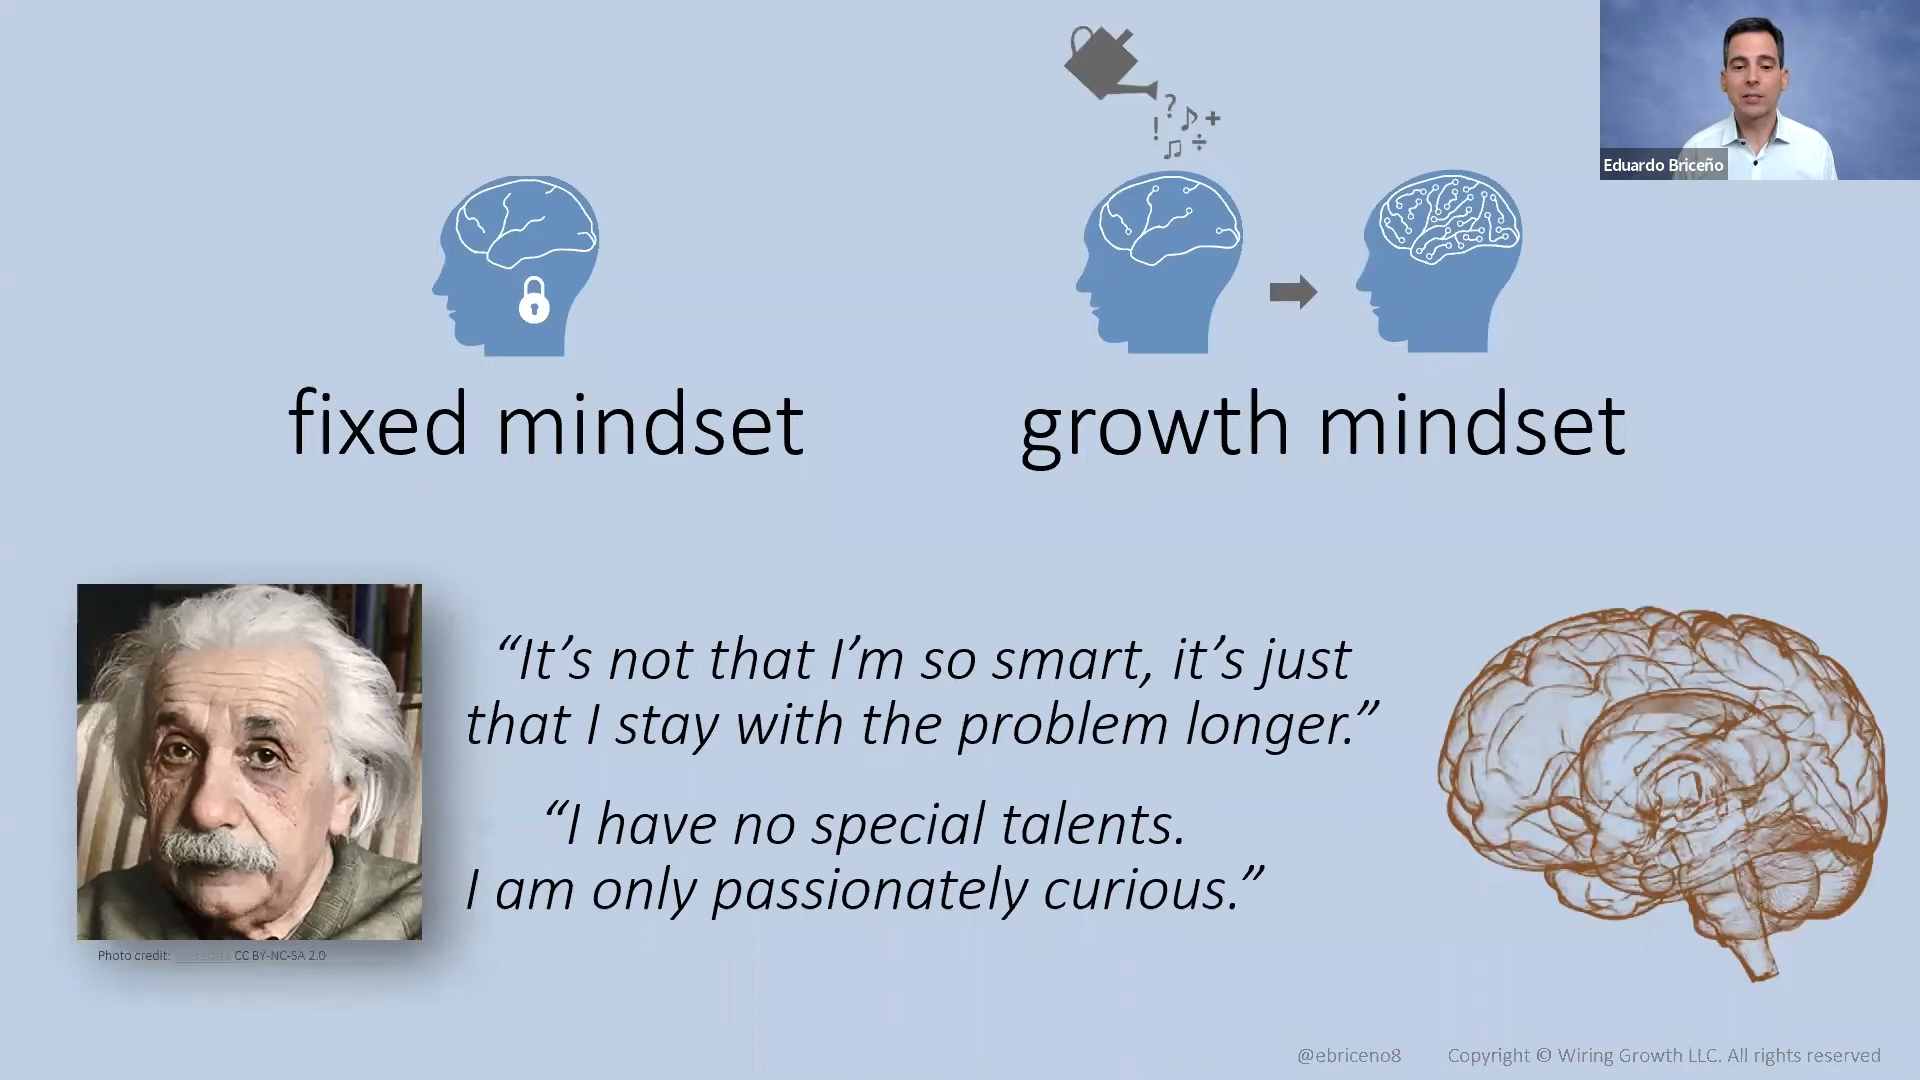 Eduardo Briceño
fixed mindset
growth mindset
“It’s not that I’m so smart, it’s just
that I stay with the problem longer.”
“I have no special talents.
I am only passionately curious.”
Photo credit: CC BY-NC-SA 2.0
@ebriceno8
Copyright © Wiring Growth LLC. All rights reserved